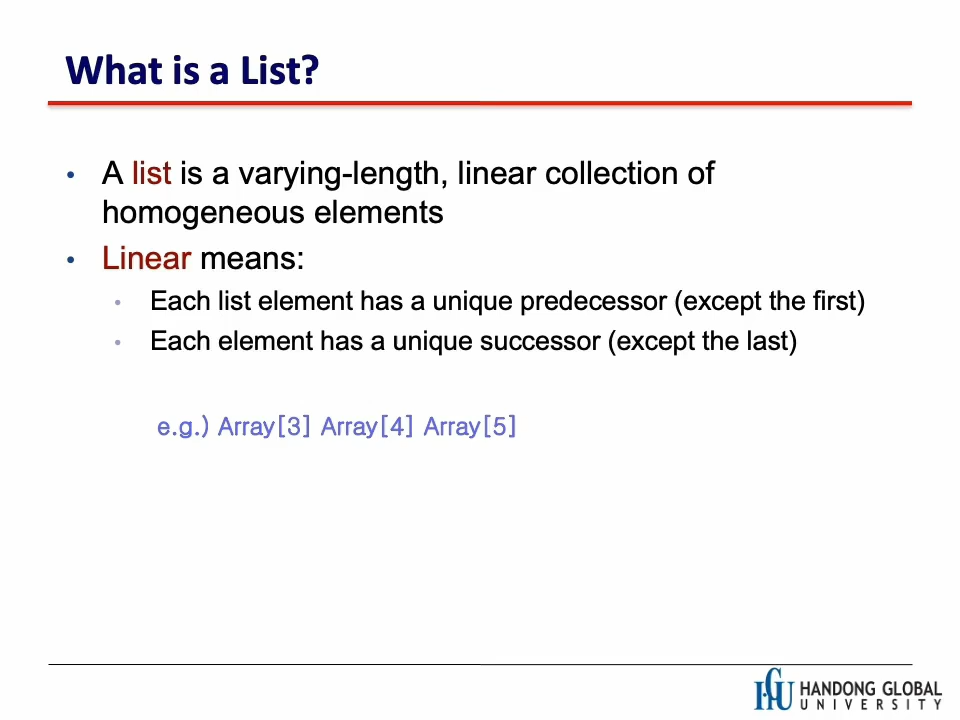 What is a List?
• A list is a varying-length, linear collection of
homogeneous elements
• Linear means:
• Each list element has a unique predecessor (except the first)
• Each element has a unique successor (except the last)
e.g.) Array[3] Array[4] Array[5]
HGU HANDONG GLOBAL
UNIVERSITY